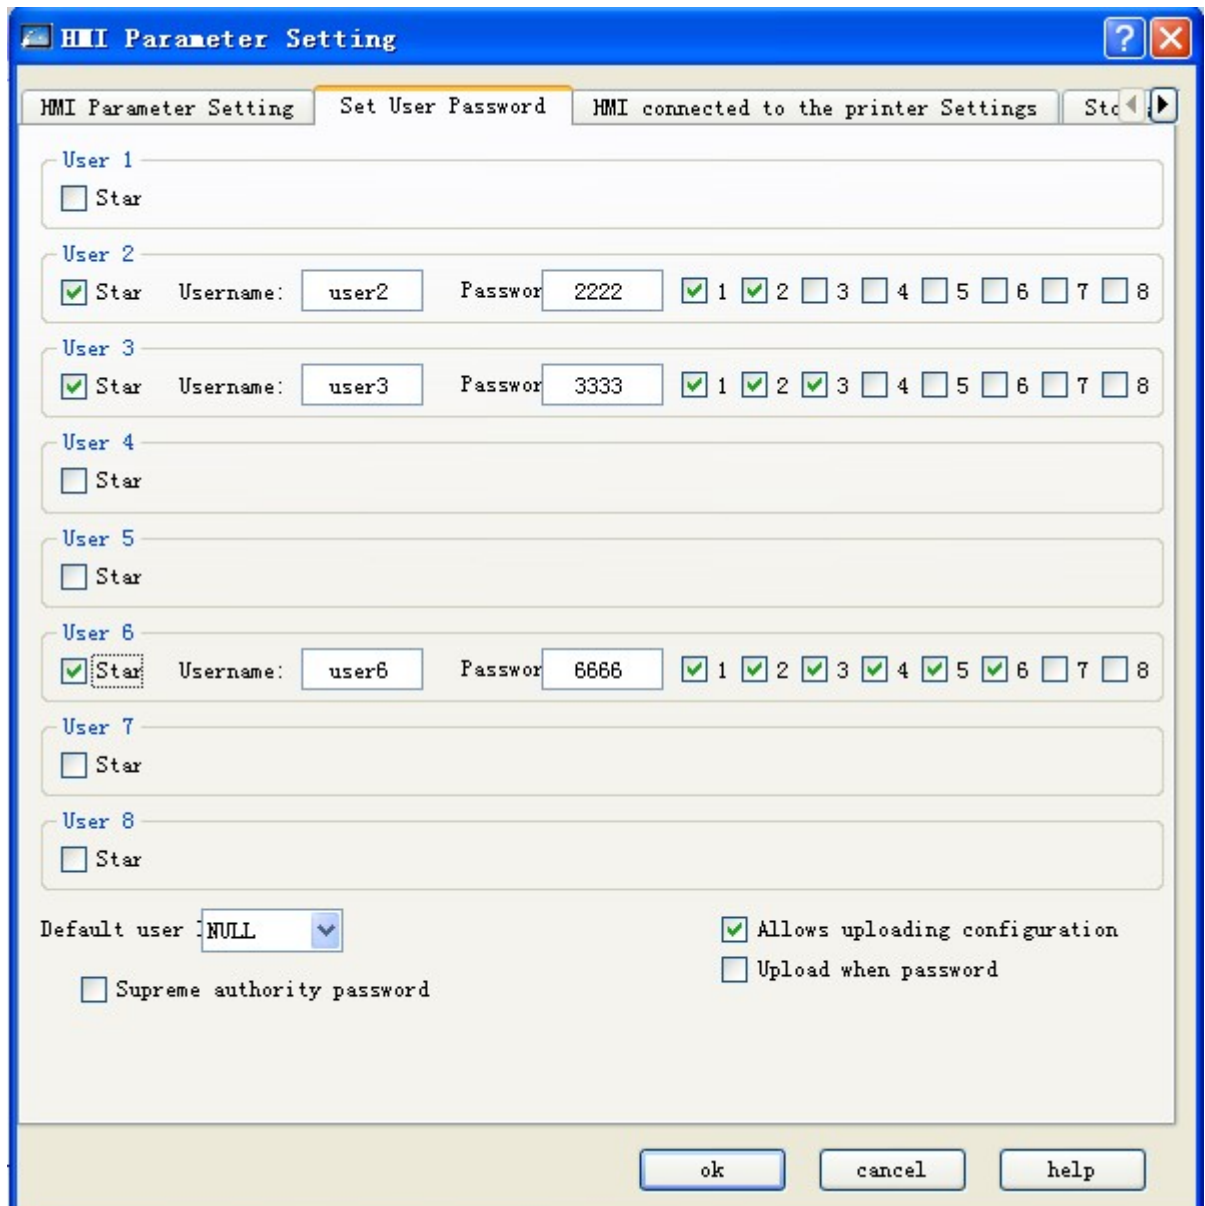 HMI Parameter Setting
HMI Parameter Setting Set User Password HMI connected to the printer Settings Sto
User 1
Star
User 2
Star Username: user2 Passwor 2222 1 2 3 4 5 6 7 8
User 3
Star Username: user3 Passwor 3333 1 2 3 4 5 6 7 8
User 4
Star
User 5
Star
User 6
Star Username: user6 Passwor 6666 1 2 3 4 5 6 7 8
User 7
Star
User 8
Star
Default user NULL Allows uploading configuration
Upload when password
Supreme authority password
ok cancel help